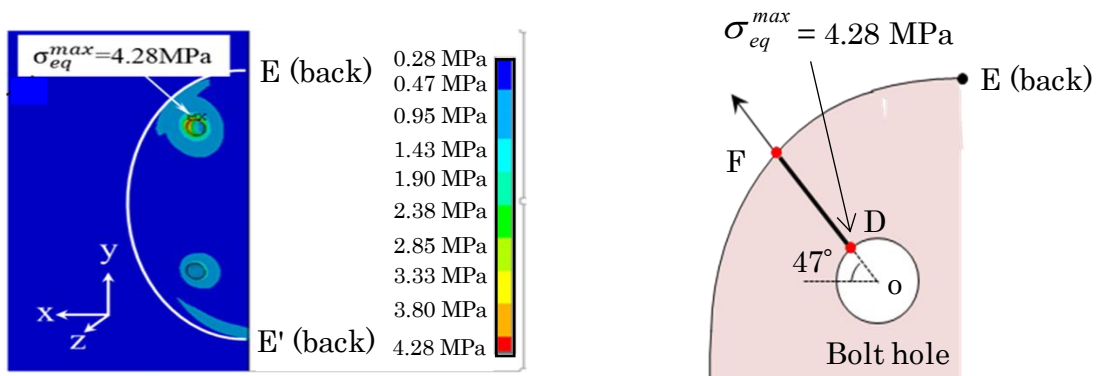 σ_eq^max=4.28MPa
E (back)
y
x
z
E' (back)
0.28 MPa
0.47 MPa
0.95 MPa
1.43 MPa
1.90 MPa
2.38 MPa
2.85 MPa
3.33 MPa
3.80 MPa
4.28 MPa
σ_eq^max = 4.28 MPa
E (back)
F
D
47°
o
Bolt hole